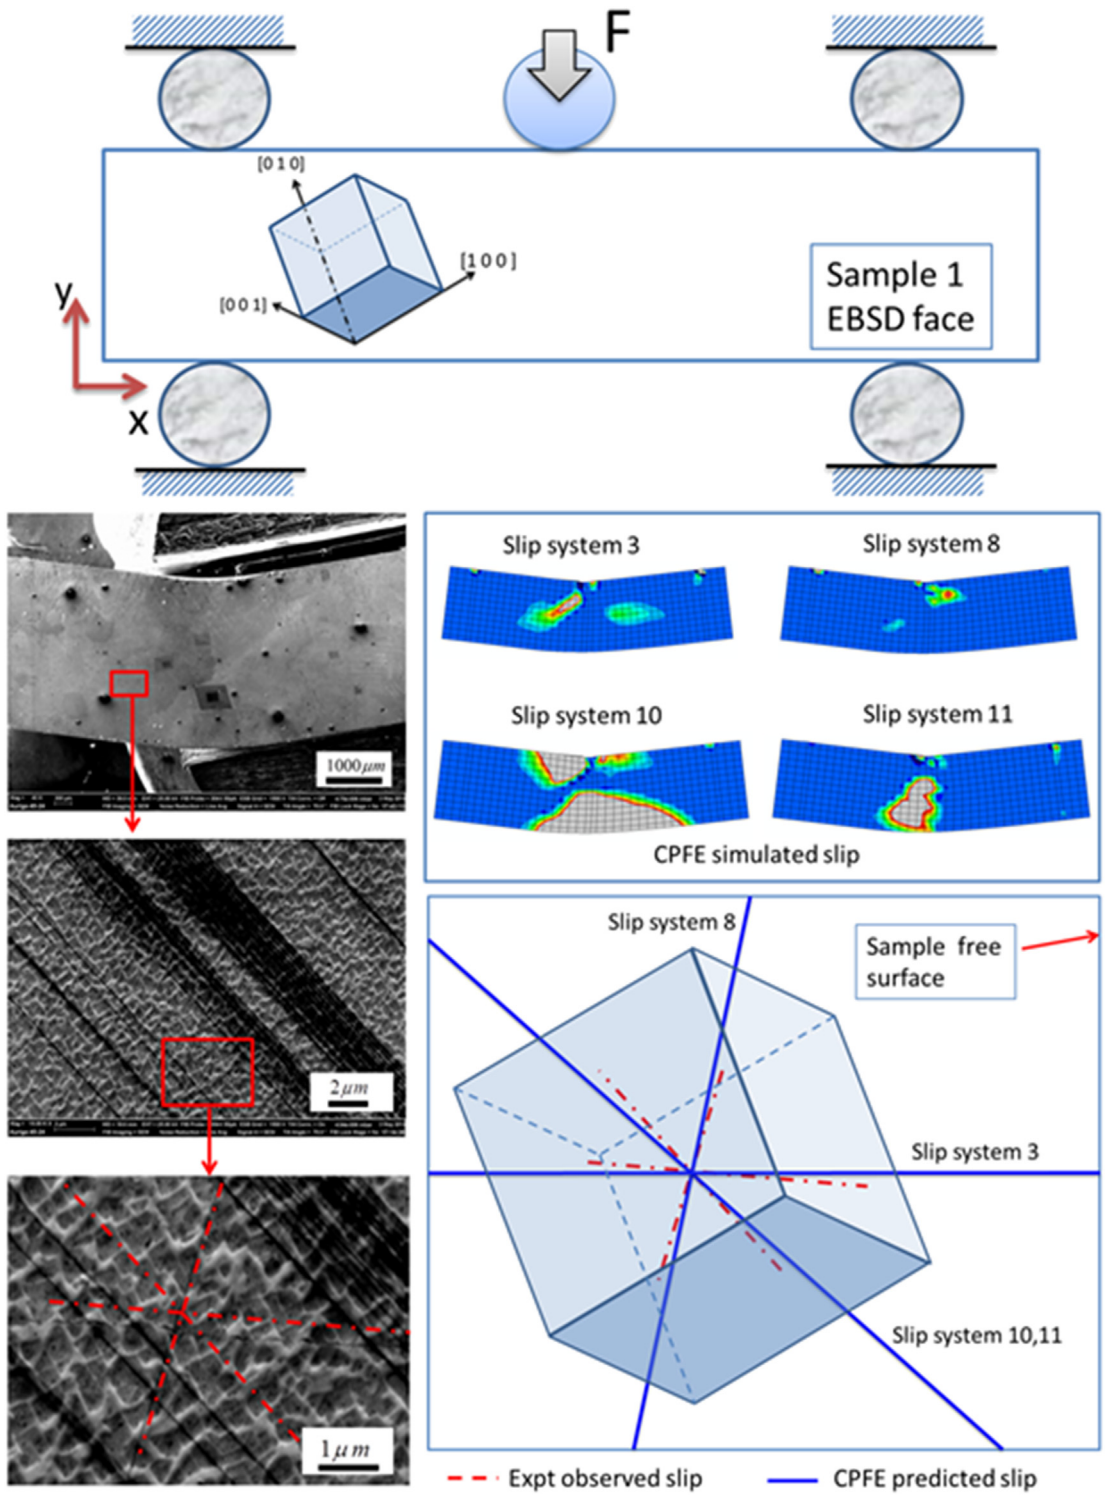 F
[0 1 0]
[1 0 0]
[0 0 1]
Sample 1
EBSD face
y
x
1000μm
2μm
1μm
Slip system 3
Slip system 8
Slip system 10
Slip system 11
CPFE simulated slip
Slip system 8
Sample free
surface
Slip system 3
Slip system 10,11
Expt observed slip
CPFE predicted slip